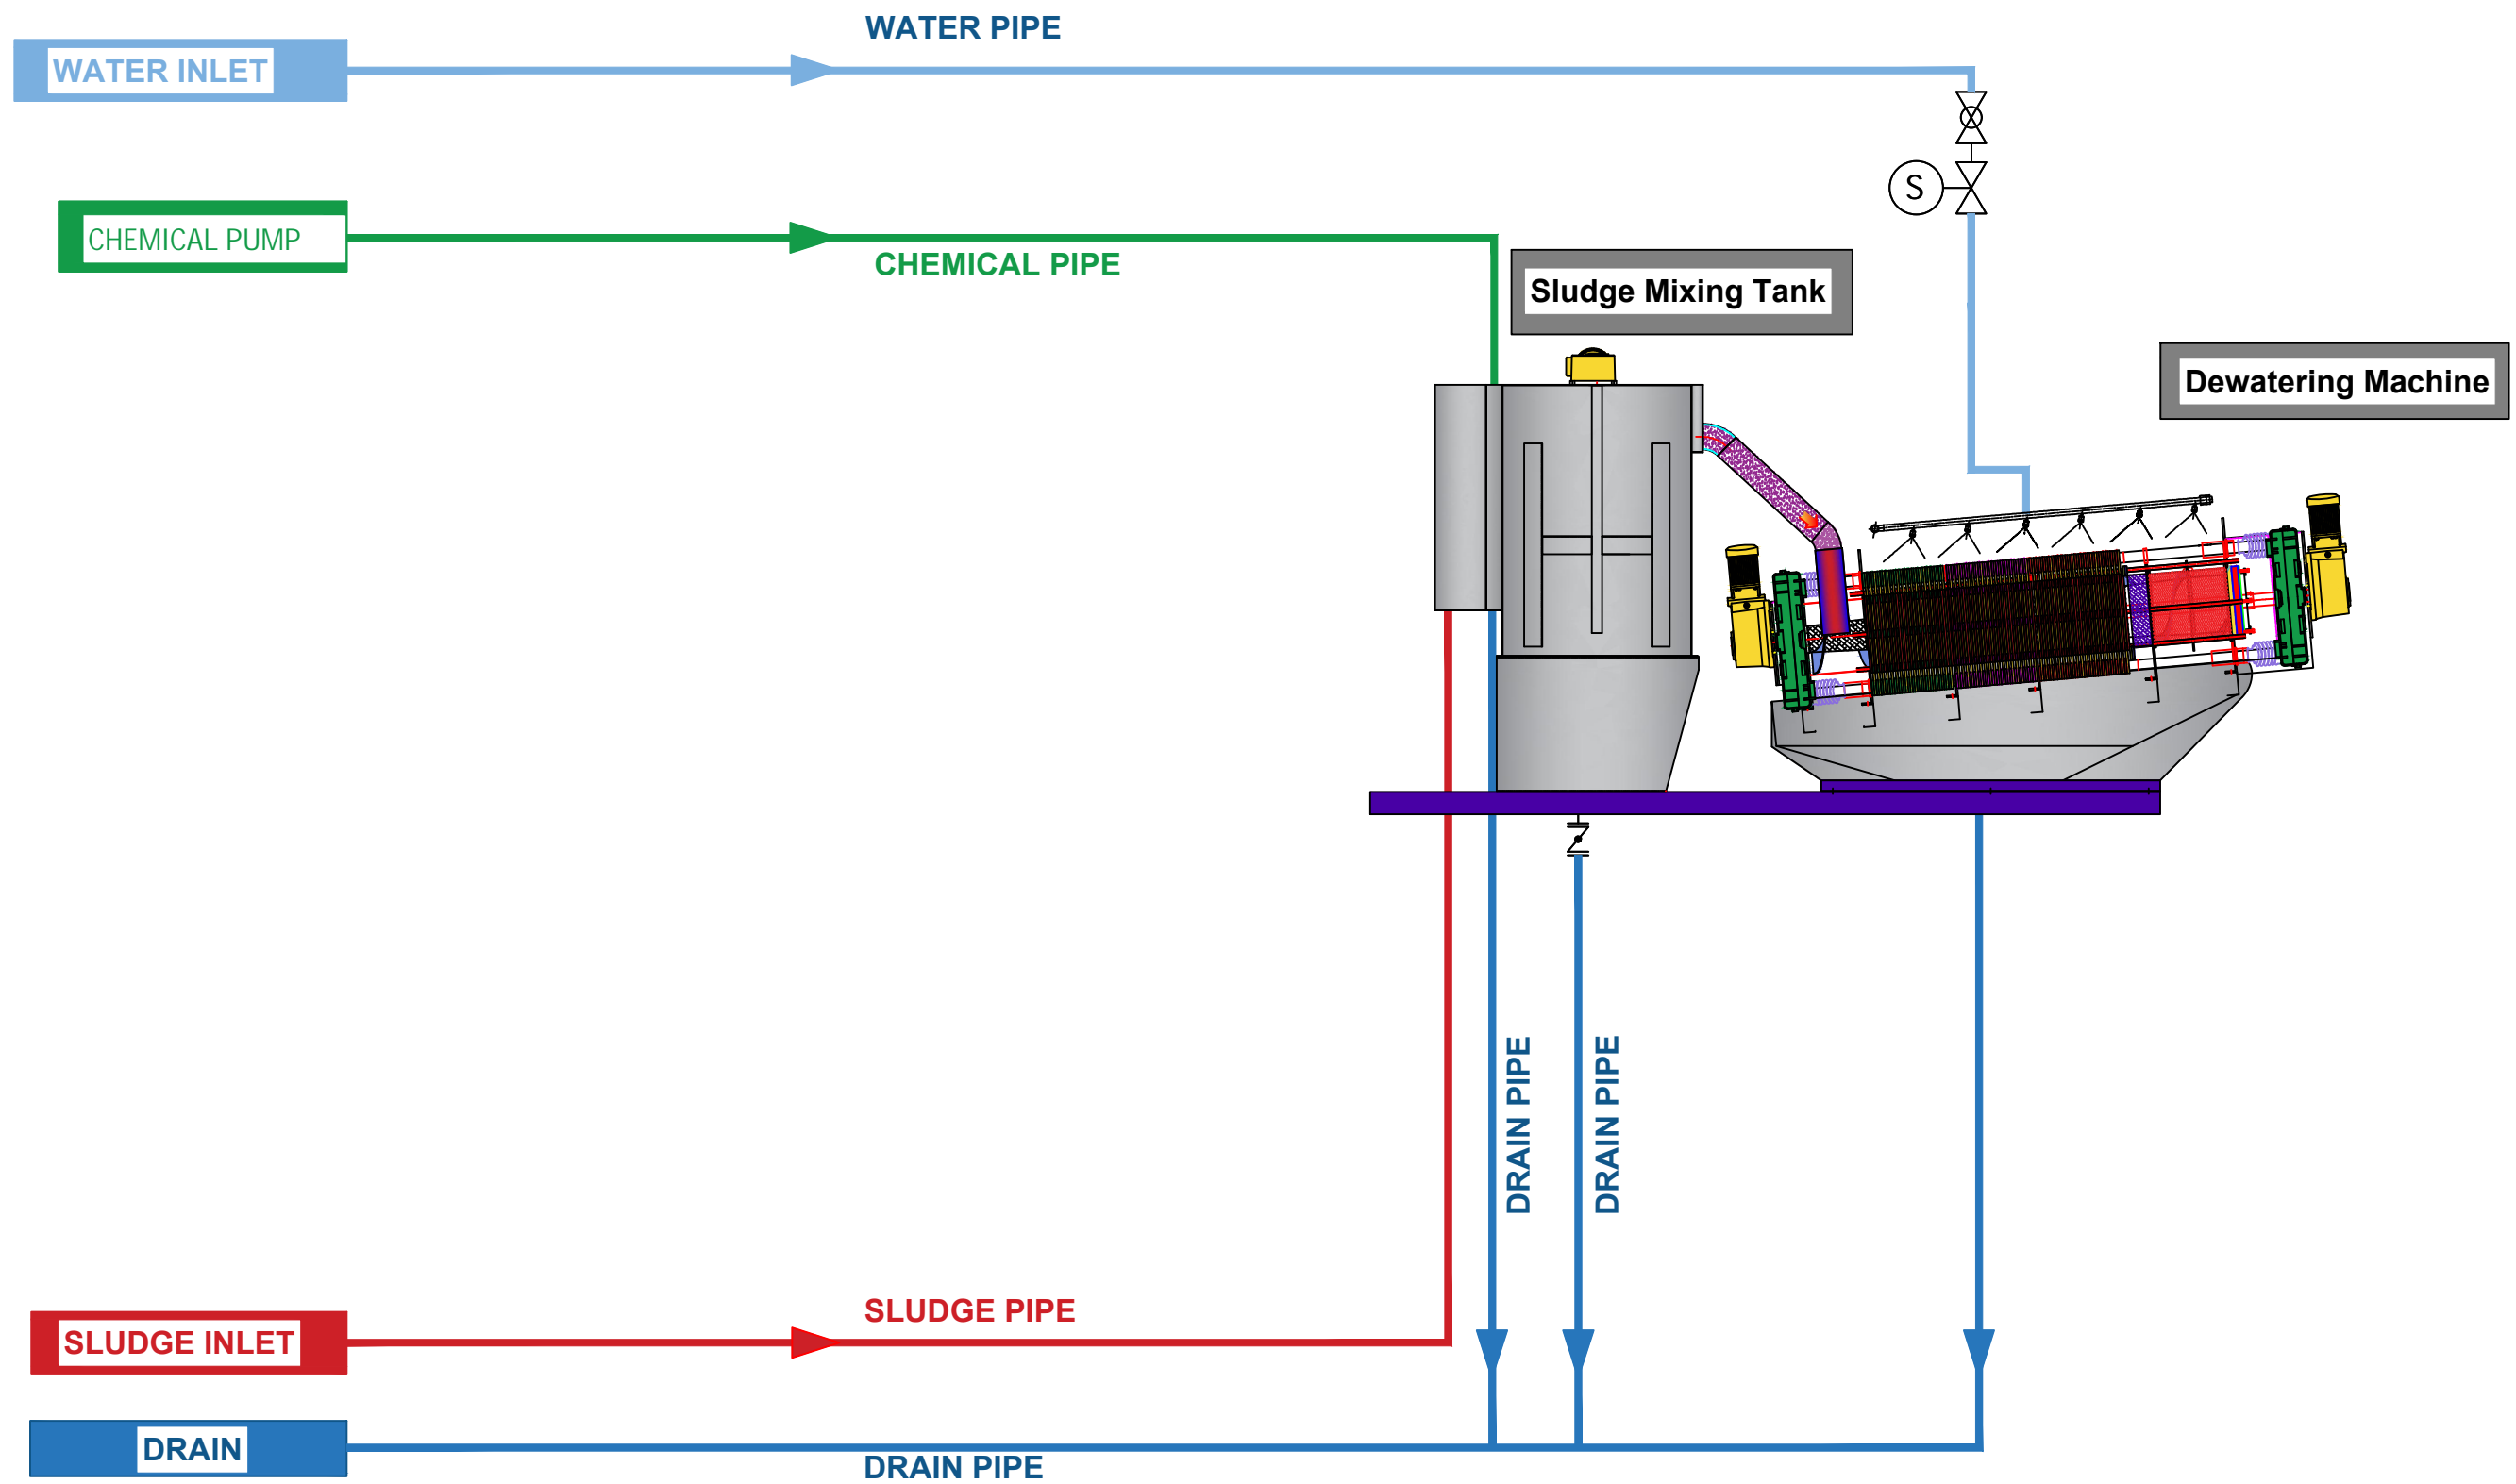 WATER PIPE
WATER INLET
S
CHEMICAL PUMP
CHEMICAL PIPE
Sludge Mixing Tank
Dewatering Machine
DRAIN PIPE
DRAIN PIPE
SLUDGE PIPE
SLUDGE INLET
DRAIN
DRAIN PIPE